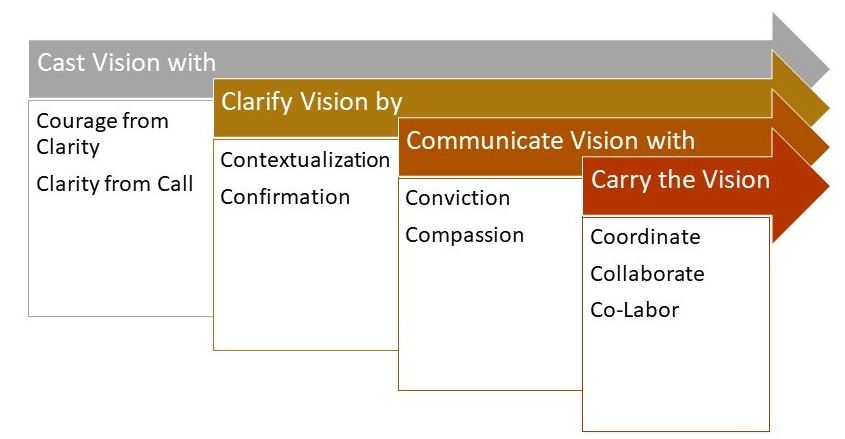 Cast Vision with
Courage from
Clarity
Clarity from Call
Clarify Vision by
Contextualization
Confirmation
Communicate Vision with
Conviction
Compassion
Carry the Vision
Coordinate
Collaborate
Co-Labor